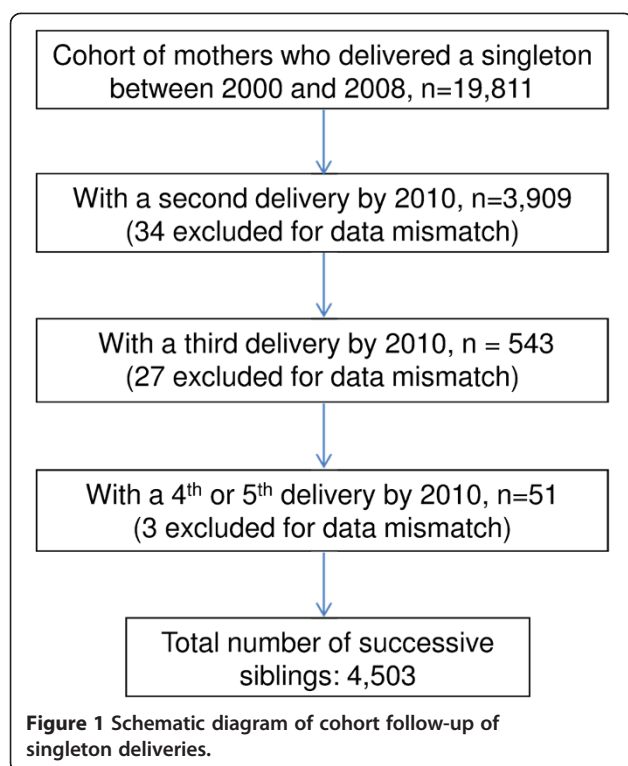 Cohort of mothers who delivered a singleton
between 2000 and 2008, n=19,811
With a second delivery by 2010, n=3,909
(34 excluded for data mismatch)
With a third delivery by 2010, n = 543
(27 excluded for data mismatch)
With a 4th or 5th delivery by 2010, n=51
(3 excluded for data mismatch)
Total number of successive
siblings: 4,503
Figure 1 Schematic diagram of cohort follow-up of
singleton deliveries.